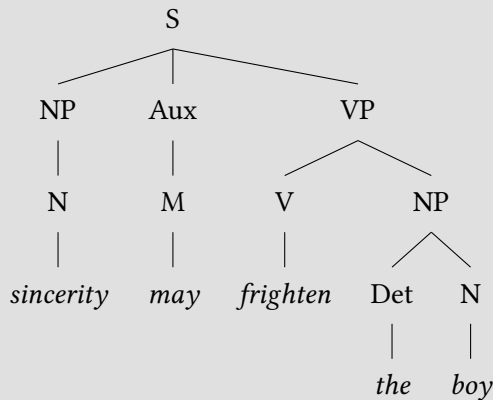 S
NP Aux VP
N M V NP
sincerity may frighten Det N
the boy